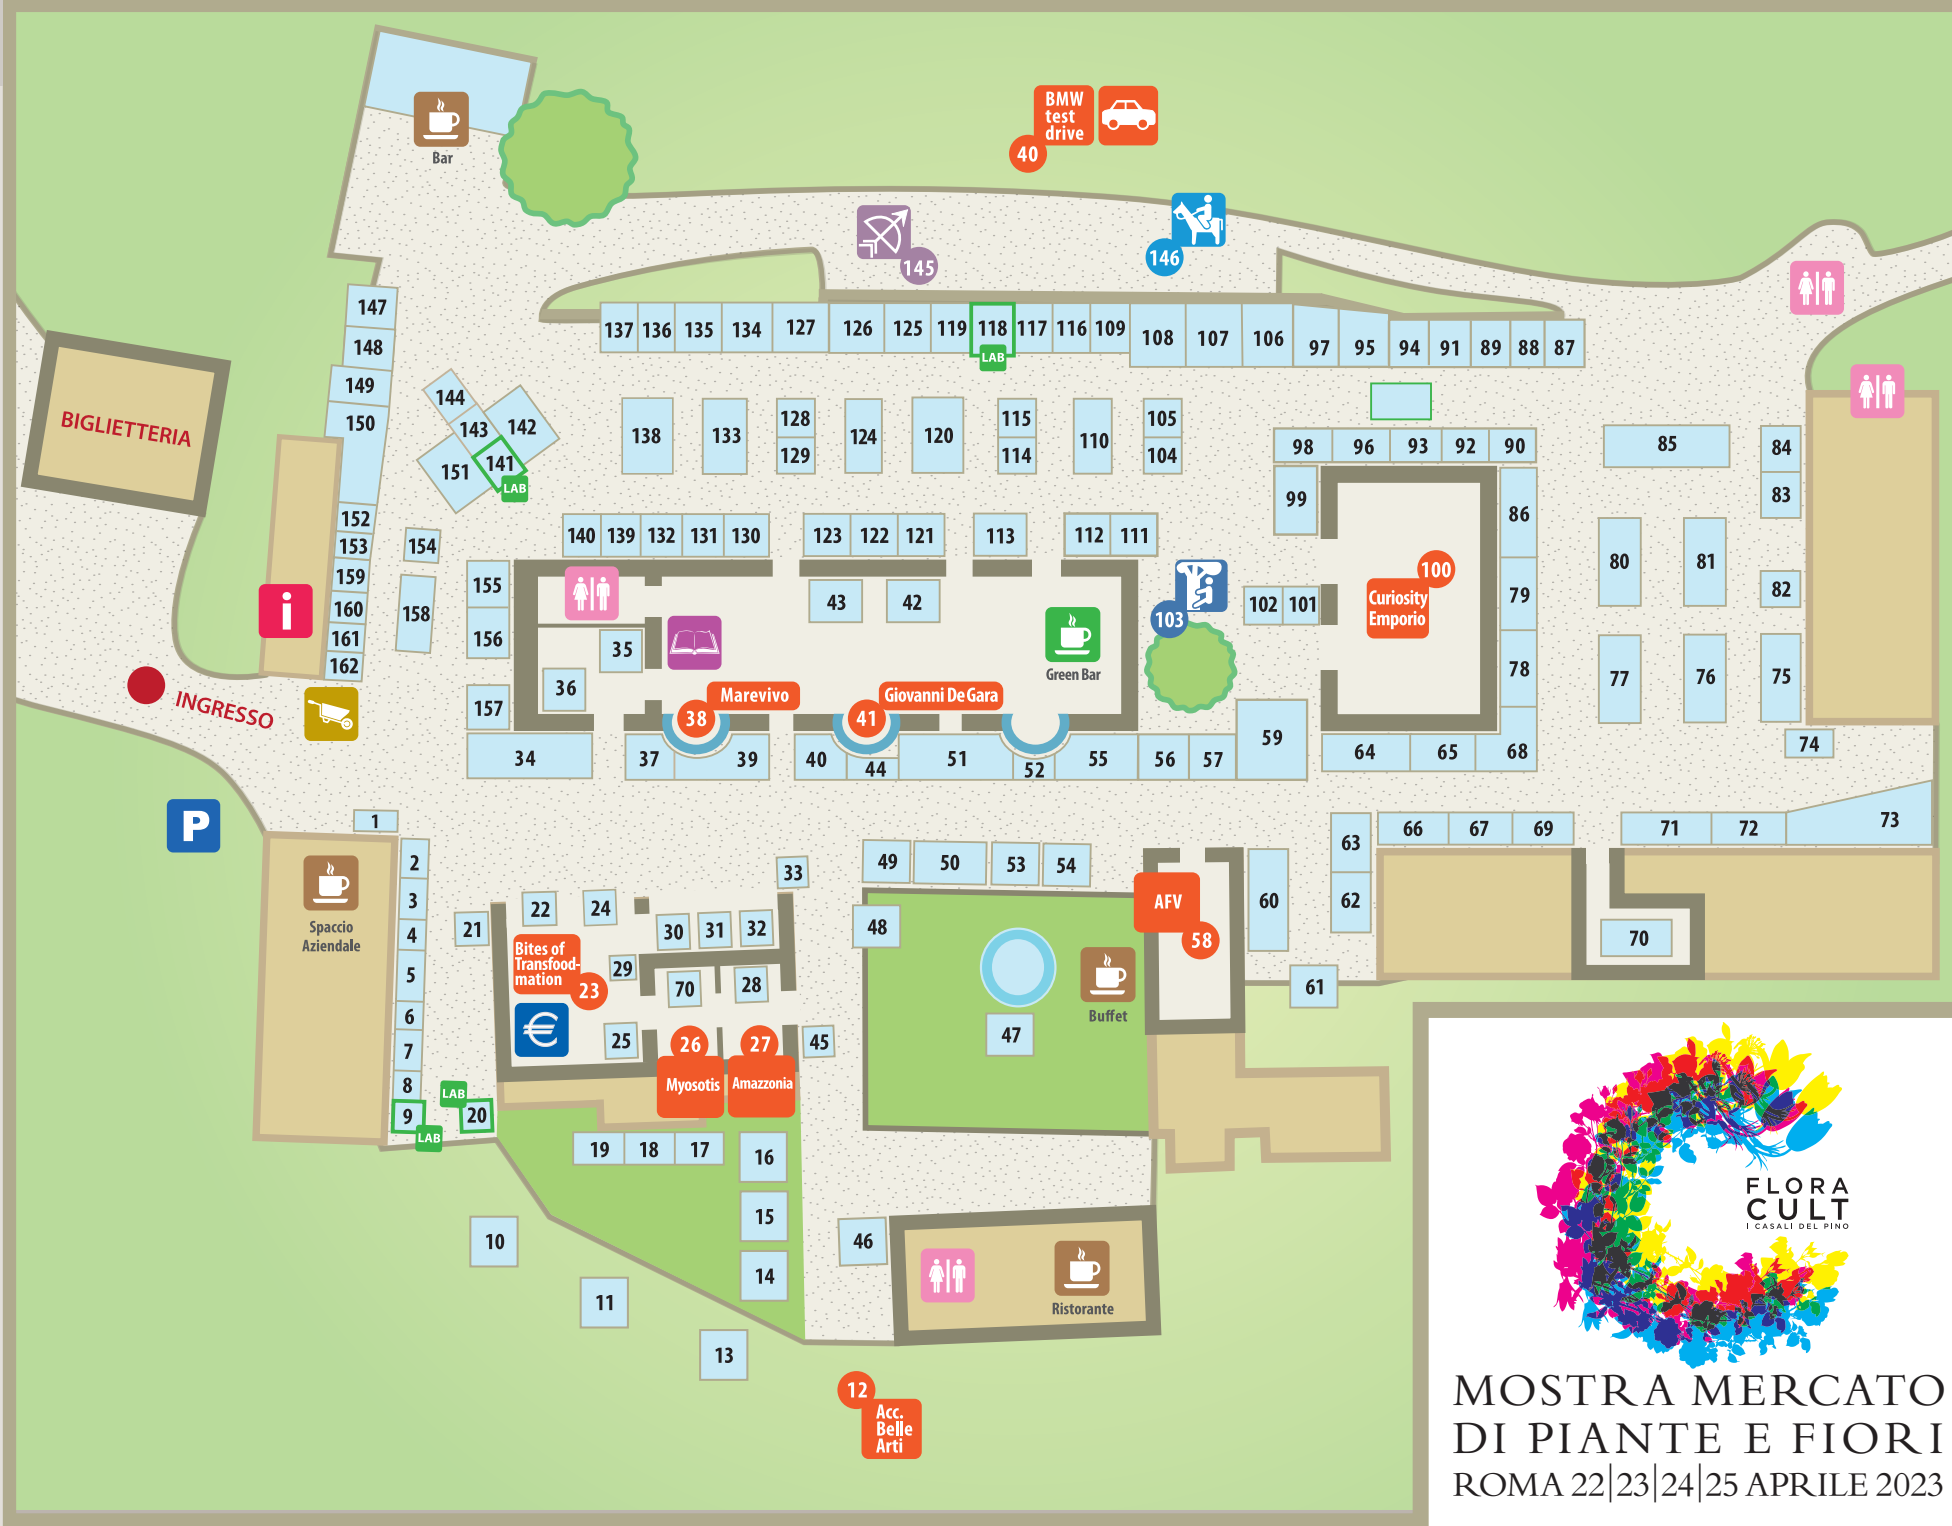 BMW
test
drive
40
Bar
145
146
147
148
149
150
BIGLIETTERIA
137 136 135 134 127 126 125 119 118 117 116 109 108 107 106 97 95 94 91 89 88 87
LAB
144
143 142
141
151
LAB
138 133 128 124 120 115 110 105
129 114 104
98 96 93 92 90
85 84
83
99
86
152
153
154
159
160
161
162
158
i
INGRESSO
140 139 132 131 130 123 122 121 113 112 111
155
156
157
43 42
35
36
Green Bar
103
102 101
100
Curiosity
Emporio
79
78
80 81 82
77 76 75
74
Marevivo
38
Giovanni De Gara
41
34 37 39 40 44 51 52 55 56 57 59
64 65 68
P
1
2
3
4
5
6
7
8
9
LAB
LAB
20
Spaccio
Aziendale
21 22 24
33
30 31 32
Bites of
Transfood-
mation
23
29
70 28
€
25
26
Myosotis
27
Amazzonia
45
49 50 53 54
48
47
Buffet
AFV
58
60
63
62
61
66 67 69
71 72 73
70
19 18 17 16
15
14
10
11
13
46
Ristorante
12
Acc.
Belle
Arti
FLORA
CULT
I CASALI DEL PINO
MOSTRA MERCATO
DI PIANTE E FIORI
ROMA 22|23|24|25 APRILE 2023